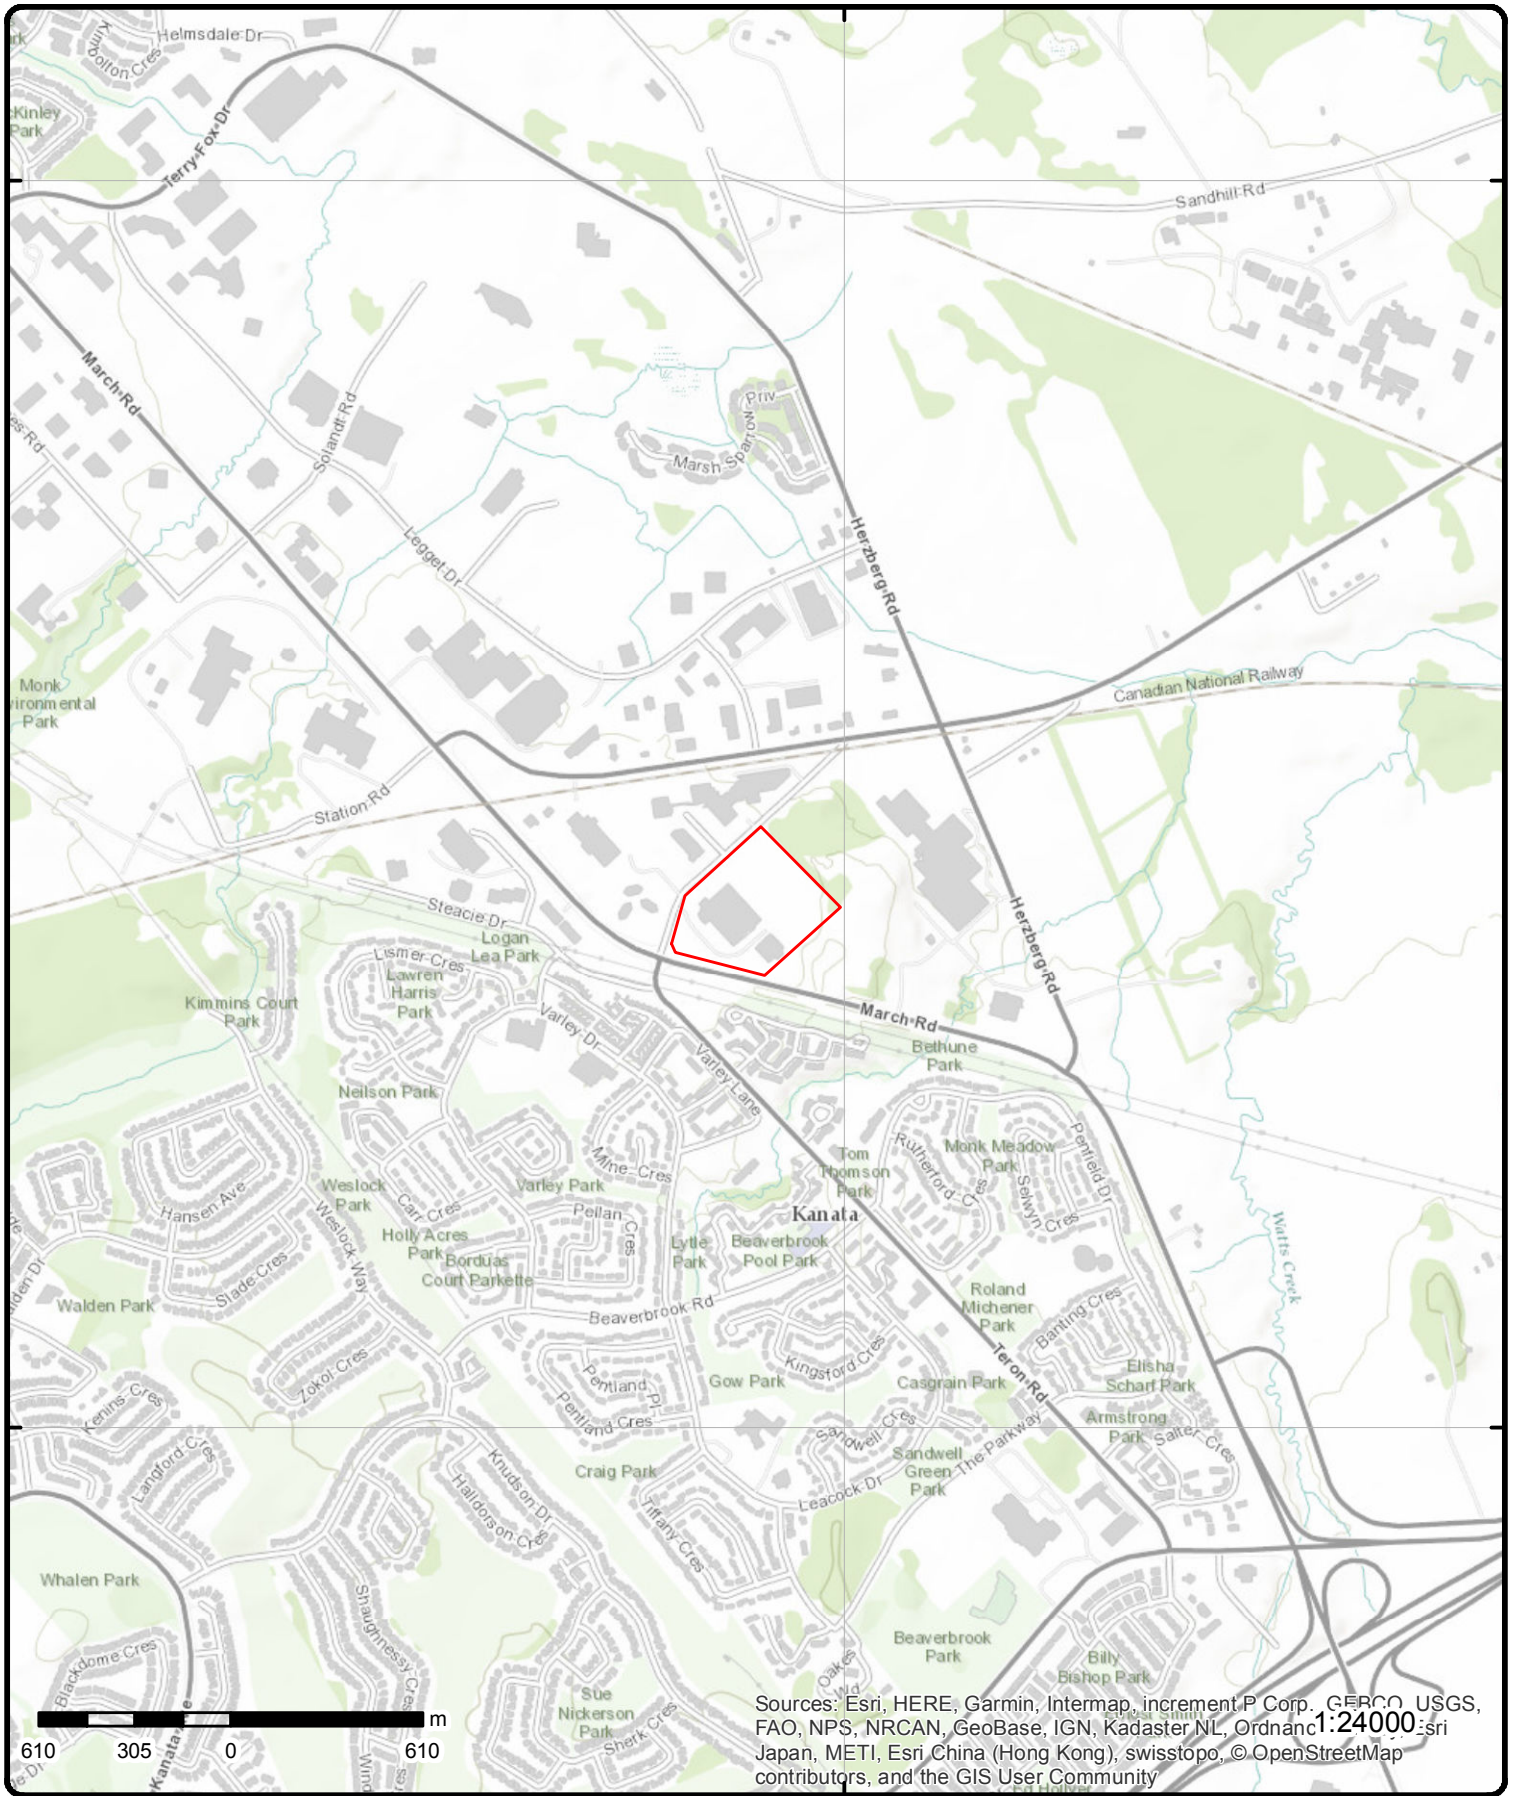 Helmsdale Dr
Terry Fox Dr
Sandhill Rd
March Rd
Solandt Rd
Priv
Marsh Sparrow
Legget Dr
Herzberg Rd
Monk
Park
Canadian National Railway
Station Rd
Steacie Dr
Logan
Lea Park
Lismer Cres
Lawren
Harris
Park
Kimmins Court
Park
Varley Dr
Herzberg Rd
March Rd
Bethune
Park
Varley Lane
Neilson Park
Milne Cres
Tom
Thomson
Park
Rutherford Cres
Monk Meadow
Park
Selwyn Cres
Penfield Dr
Weslock
Park
Varley Park
Hansen Ave
Carr Cres
Peilan Cres
Kanata
Weslock Way
Holly Acres
Park
Borduas
Court Parkette
Lytle
Park
Beaverbrook
Pool Park
Watts Creek
Slade Cres
Walden Park
Beaverbrook Rd
Roland
Michener
Park
Banting Cres
Zokol Cres
Kingsford Cres
Teron Rd
Elisha
Scharf Park
Pentland Pl
Gow Park
Casgrain Park
Kenins Cres
Pentland Cres
Sandwell Cres
The Parkway
Armstrong
Park
Salter Cres
Langford Cres
Knudson Dr
Craig Park
Sandwell
Green
Park
Halldorson Cres
Leacock Dr
Tiffany Cres
Whalen Park
Shaughnessy Cres
Beaverbrook
Park
Billy
Bishop Park
Blackdome Cres
Sue
Nickerson
Park
Sherk Cres
m
610 305 0 610
Sources: Esri, HERE, Garmin, Intermap, increment P Corp., GEBCO, USGS,
FAO, NPS, NRCAN, GeoBase, IGN, Kadaster NL, Ordnanc
1:24000
Esri
Japan, METI, Esri China (Hong Kong), swisstopo, © OpenStreetMap
contributors, and the GIS User Community